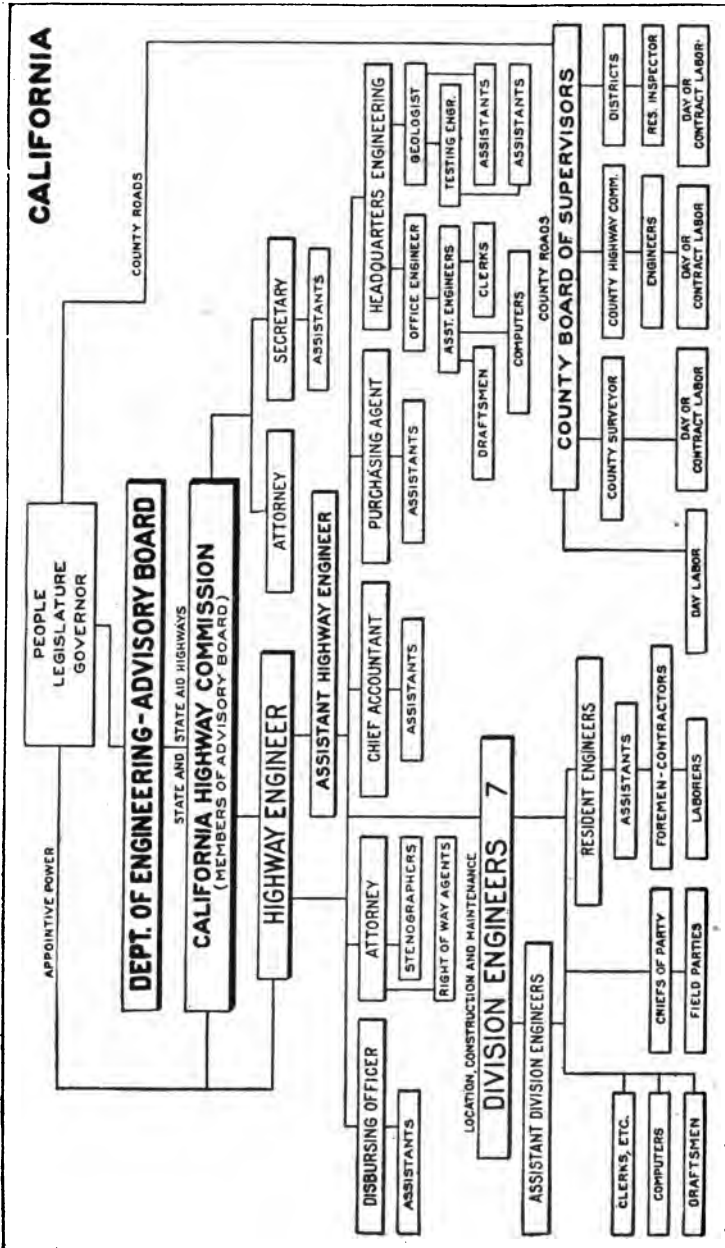 CALIFORNIA
PEOPLE
LEGISLATURE
GOVERNOR
APPOINTIVE POWER
COUNTY ROADS
DEPT. OF ENGINEERING-ADVISORY BOARD
STATE AND STATE AID HIGHWAYS
CALIFORNIA HIGHWAY COMMISSION
(MEMBERS OF ADVISORY BOARD)
HIGHWAY ENGINEER
ATTORNEY
SECRETARY
ASSISTANTS
ASSISTANT HIGHWAY ENGINEER
DISBURSING OFFICER
ASSISTANTS
ATTORNEY
STENOGRAPHERS
RIGHT OF WAY AGENTS
CHIEF ACCOUNTANT
ASSISTANTS
PURCHASING AGENT
ASSISTANTS
HEADQUARTERS ENGINEERING
OFFICE ENGINEER
ASST. ENGINEERS
DRAFTSMEN
CLERKS
COMPUTERS
GEOLOGIST
TESTING ENGR.
ASSISTANTS
ASSISTANTS
LOCATION, CONSTRUCTION AND MAINTENANCE
DIVISION ENGINEERS 7
ASSISTANT DIVISION ENGINEERS
CLERKS, ETC.
COMPUTERS
DRAFTSMEN
CHIEFS OF PARTY
FIELD PARTIES
RESIDENT ENGINEERS
ASSISTANTS
FOREMEN-CONTRACTORS
LABORERS
COUNTY ROADS
COUNTY BOARD OF SUPERVISORS
DAY LABOR
COUNTY SURVEYOR
DAY OR
CONTRACT LABOR
COUNTY HIGHWAY COMM.
ENGINEERS
DAY OR
CONTRACT LABOR
DISTRICTS
RES. INSPECTOR
DAY OR
CONTRACT LABOR